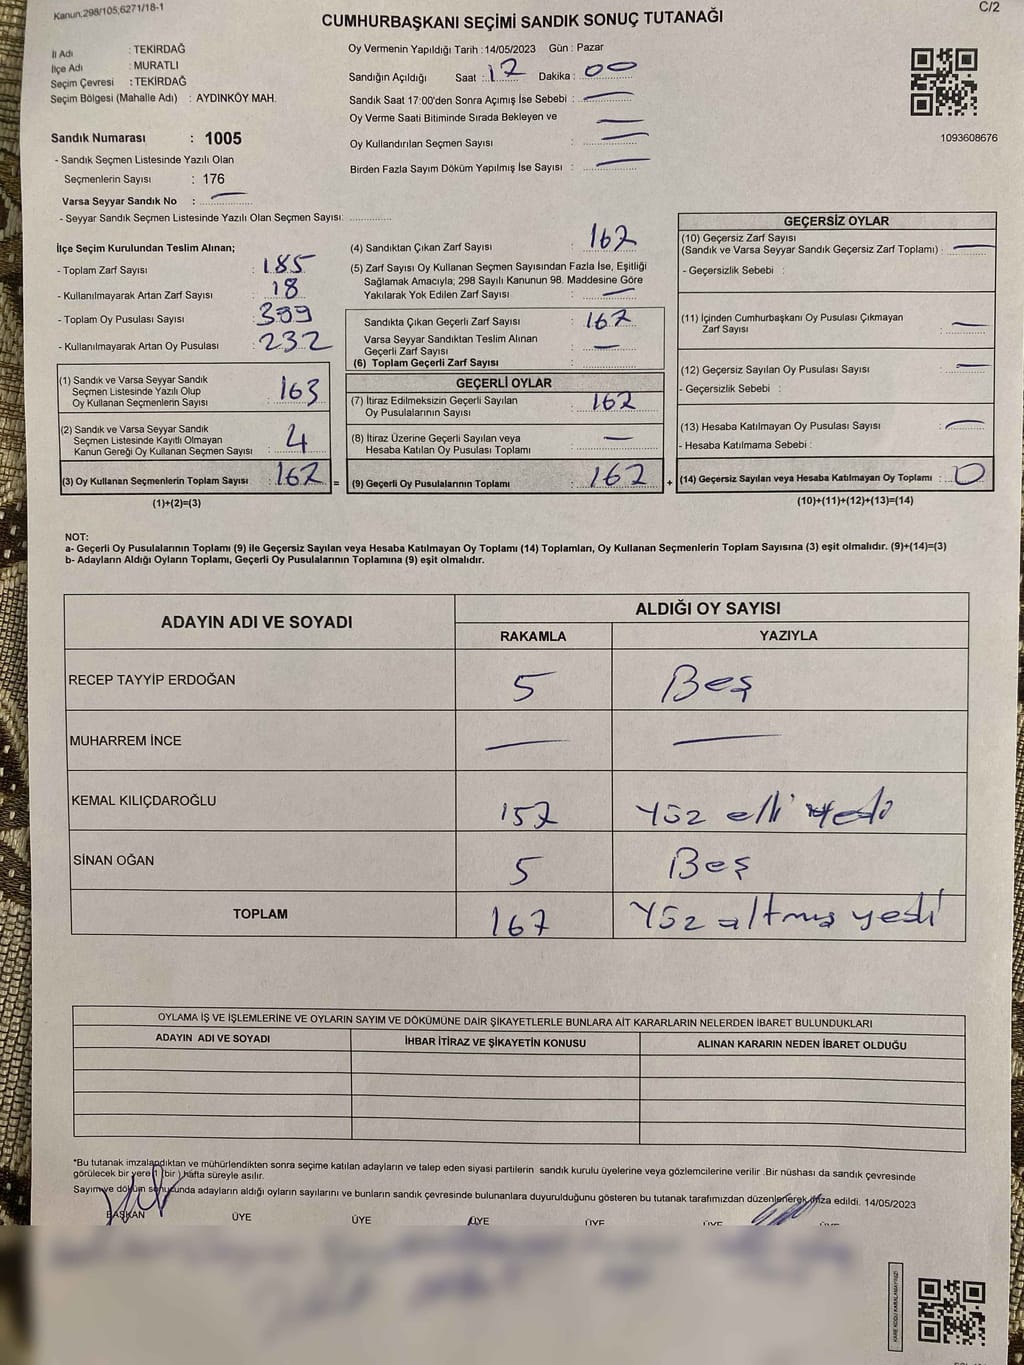 Kanun:298/105,6271/18-1
C/2
CUMHURBAŞKANI SEÇİMİ SANDIK SONUÇ TUTANAĞI
İl Adı : TEKİRDAĞ
İlçe Adı : MURATLI
Seçim Çevresi : TEKİRDAĞ
Seçim Bölgesi (Mahalle Adı) : AYDINKÖY MAH.
Oy Vermenin Yapıldığı Tarih :14/05/2023 Gün : Pazar
Sandığın Açıldığı Saat : 17 Dakika : 00
Sandık Saat 17:00'den Sonra Açımış İse Sebebi : —
Oy Verme Saati Bitiminde Sırada Bekleyen ve —
Oy Kullandırılan Seçmen Sayısı : —
Birden Fazla Sayım Döküm Yapılmış İse Sayısı : —
1093608676
Sandık Numarası : 1005
- Sandık Seçmen Listesinde Yazılı Olan
Seçmenlerin Sayısı : 176
Varsa Seyyar Sandık No : —
- Seyyar Sandık Seçmen Listesinde Yazılı Olan Seçmen Sayısı: ..............
İlçe Seçim Kurulundan Teslim Alınan;
- Toplam Zarf Sayısı : 185
- Kullanılmayarak Artan Zarf Sayısı : 18
- Toplam Oy Pusulası Sayısı : 399
- Kullanılmayarak Artan Oy Pusulası : 232
(1) Sandık ve Varsa Seyyar Sandık
Seçmen Listesinde Yazılı Olup
Oy Kullanan Seçmenlerin Sayısı : 163
(2) Sandık ve Varsa Seyyar Sandık
Seçmen Listesinde Kayıtlı Olmayan
Kanun Gereği Oy Kullanan Seçmen Sayısı : 4
(3) Oy Kullanan Seçmenlerin Toplam Sayısı : 167 =
(1)+(2)=(3)
(4) Sandıktan Çıkan Zarf Sayısı : 167
(5) Zarf Sayısı Oy Kullanan Seçmen Sayısından Fazla İse, Eşitliği
Sağlamak Amacıyla; 298 Sayılı Kanunun 98. Maddesine Göre
Yakılarak Yok Edilen Zarf Sayısı : —
Sandıkta Çıkan Geçerli Zarf Sayısı : 167
Varsa Seyyar Sandıktan Teslim Alınan
Geçerli Zarf Sayısı : —
(6) Toplam Geçerli Zarf Sayısı :
GEÇERLİ OYLAR
(7) İtiraz Edilmeksizin Geçerli Sayılan
Oy Pusulalarının Sayısı : 167
(8) İtiraz Üzerine Geçerli Sayılan veya
Hesaba Katılan Oy Pusulası Toplamı : —
(9) Geçerli Oy Pusulalarının Toplamı : 167 +
GEÇERSİZ OYLAR
(10) Geçersiz Zarf Sayısı
(Sandık ve Varsa Seyyar Sandık Geçersiz Zarf Toplamı) : —
- Geçersizlik Sebebi :
(11) İçinden Cumhurbaşkanı Oy Pusulası Çıkmayan
Zarf Sayısı : —
(12) Geçersiz Sayılan Oy Pusulası Sayısı : —
- Geçersizlik Sebebi :
(13) Hesaba Katılmayan Oy Pusulası Sayısı : —
- Hesaba Katılmama Sebebi :
(14) Geçersiz Sayılan veya Hesaba Katılmayan Oy Toplamı : 0
(10)+(11)+(12)+(13)=(14)
NOT:
a- Geçerli Oy Pusulalarının Toplamı (9) ile Geçersiz Sayılan veya Hesaba Katılmayan Oy Toplamı (14) Toplamları, Oy Kullanan Seçmenlerin Toplam Sayısına (3) eşit olmalıdır. (9)+(14)=(3)
b- Adayların Aldığı Oyların Toplamı, Geçerli Oy Pusulalarının Toplamına (9) eşit olmalıdır.
ADAYIN ADI VE SOYADI
ALDIĞI OY SAYISI
RAKAMLA YAZIYLA
RECEP TAYYİP ERDOĞAN 5 Beş
MUHARREM İNCE — —
KEMAL KILIÇDAROĞLU 157 Yüz elli yedi
SİNAN OĞAN 5 Beş
TOPLAM 167 Yüz altmış yedi
OYLAMA İŞ VE İŞLEMLERİNE VE OYLARIN SAYIM VE DÖKÜMÜNE DAİR ŞİKAYETLERLE BUNLARA AİT KARARLARIN NELERDEN İBARET BULUNDUKLARI
ADAYIN ADI VE SOYADI İHBAR İTİRAZ VE ŞİKAYETİN KONUSU ALINAN KARARIN NEDEN İBARET OLDUĞU
*Bu tutanak imzalandıktan ve mühürlendikten sonra seçime katılan adayların ve talep eden siyasi partilerin sandık kurulu üyelerine veya gözlemcilerine verilir .Bir nüshası da sandık çevresinde
görülecek bir yere 1 (bir ) hafta süreyle asılır.
Sayım ve döküm sonucunda adayların aldığı oyların sayılarını ve bunların sandık çevresinde bulunanlara duyurulduğunu gösteren bu tutanak tarafımızdan düzenlenerek imza edildi. 14/05/2023
BAŞKAN ÜYE ÜYE ÜYE ÜYE ÜYE ÜYE